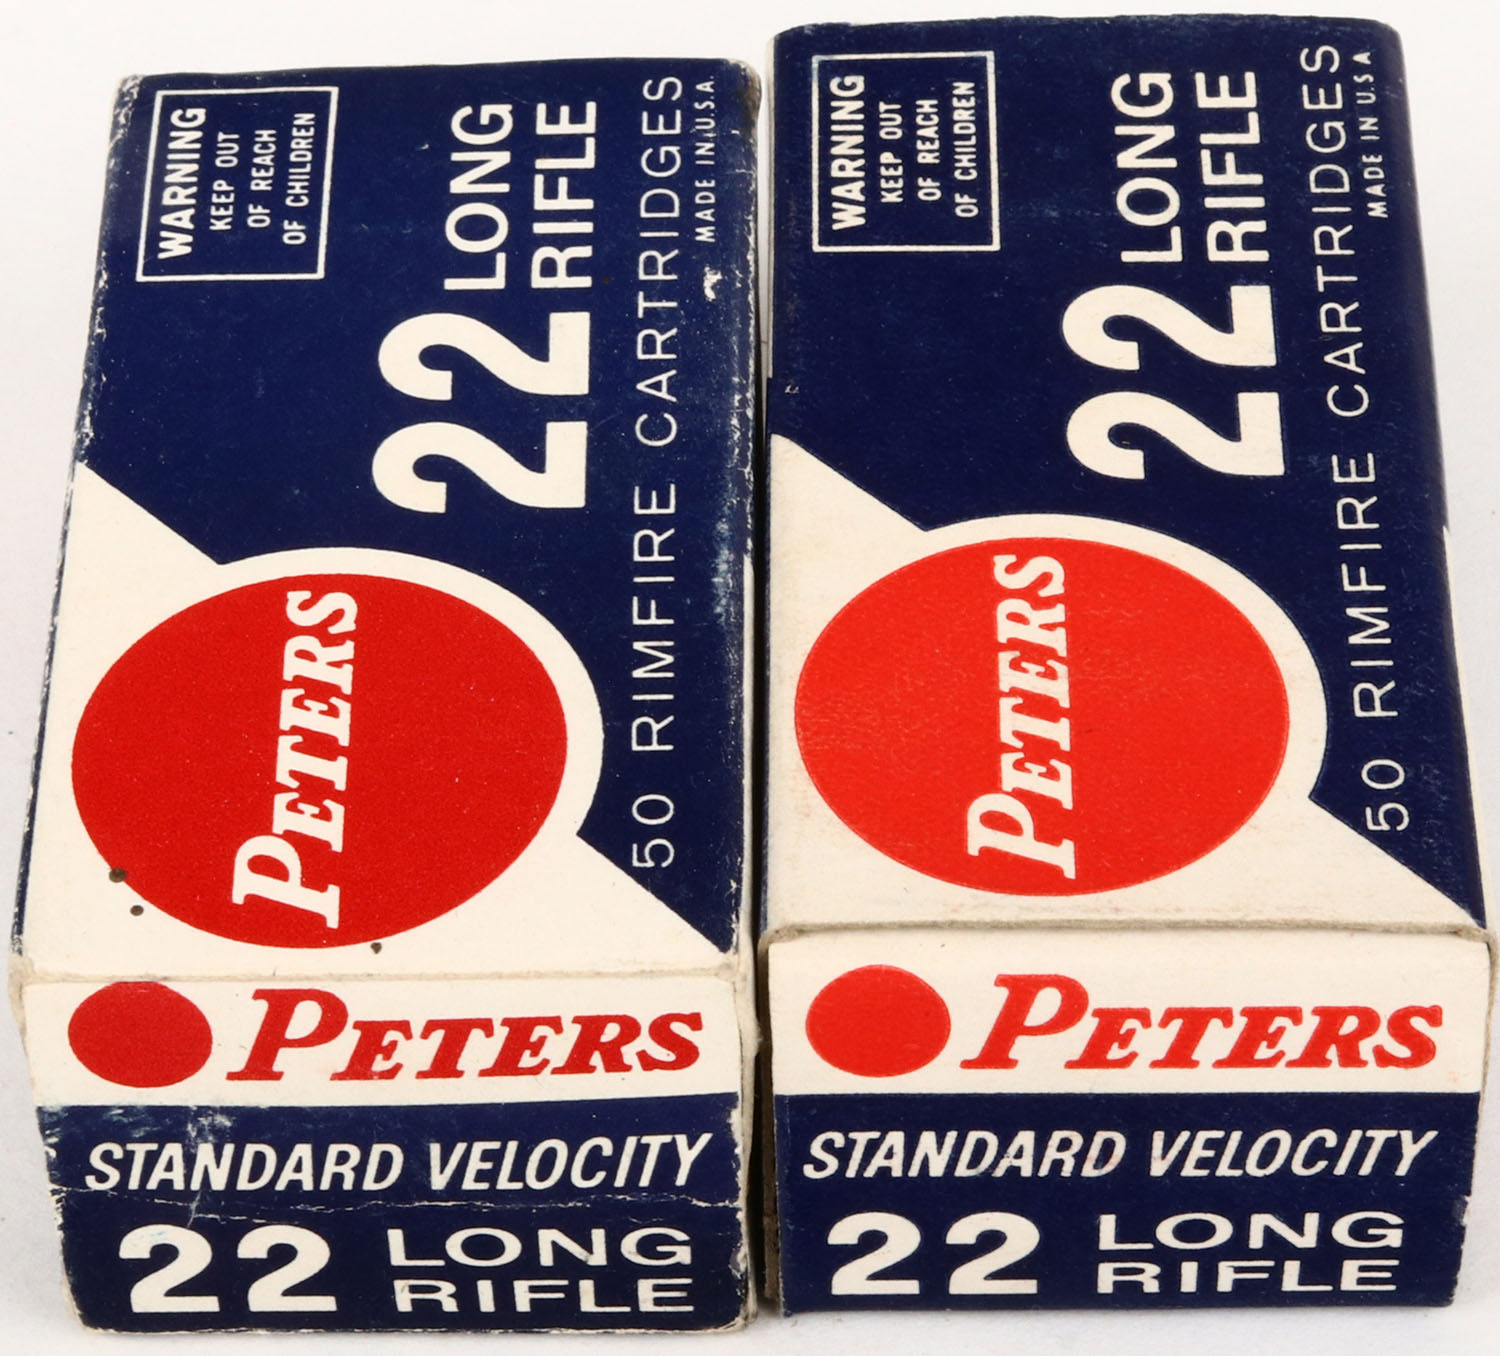 WARNING
KEEP OUT
OF REACH
OF CHILDREN
22 LONG
RIFLE
50 RIMFIRE CARTRIDGES
MADE IN U.S.A.
PETERS
PETERS
STANDARD VELOCITY
22 LONG
RIFLE
WARNING
KEEP OUT
OF REACH
OF CHILDREN
22 LONG
RIFLE
50 RIMFIRE CARTRIDGES
MADE IN U.S.A
PETERS
PETERS
STANDARD VELOCITY
22 LONG
RIFLE